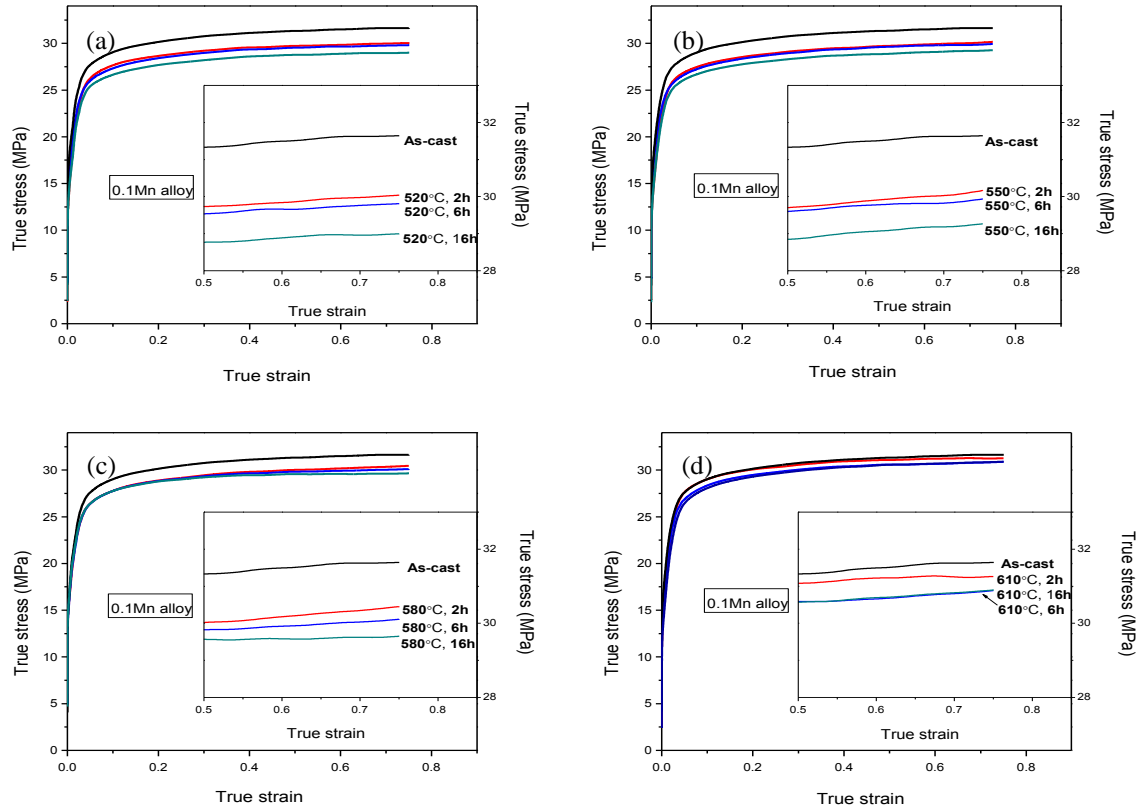 (a)
True stress (MPa)
30
25
20
15
10
5
0
0.0 0.2 0.4 0.6 0.8
True strain
0.1Mn alloy
As-cast
520°C, 2h
520°C, 6h
520°C, 16h
0.5 0.6 0.7 0.8
True strain
32
30
28
True stress (MPa)
(b)
True stress (MPa)
30
25
20
15
10
5
0
0.0 0.2 0.4 0.6 0.8
True strain
0.1Mn alloy
As-cast
550°C, 2h
550°C, 6h
550°C, 16h
0.5 0.6 0.7 0.8
True strain
32
30
28
True stress (MPa)
(c)
True stress (MPa)
30
25
20
15
10
5
0
0.0 0.2 0.4 0.6 0.8
True strain
0.1Mn alloy
As-cast
580°C, 2h
580°C, 6h
580°C, 16h
0.5 0.6 0.7 0.8
True strain
32
30
28
True stress (MPa)
(d)
True stress (MPa)
30
25
20
15
10
5
0
0.0 0.2 0.4 0.6 0.8
True strain
0.1Mn alloy
As-cast
610°C, 2h
610°C, 16h
610°C, 6h
0.5 0.6 0.7 0.8
True strain
32
30
28
True stress (MPa)